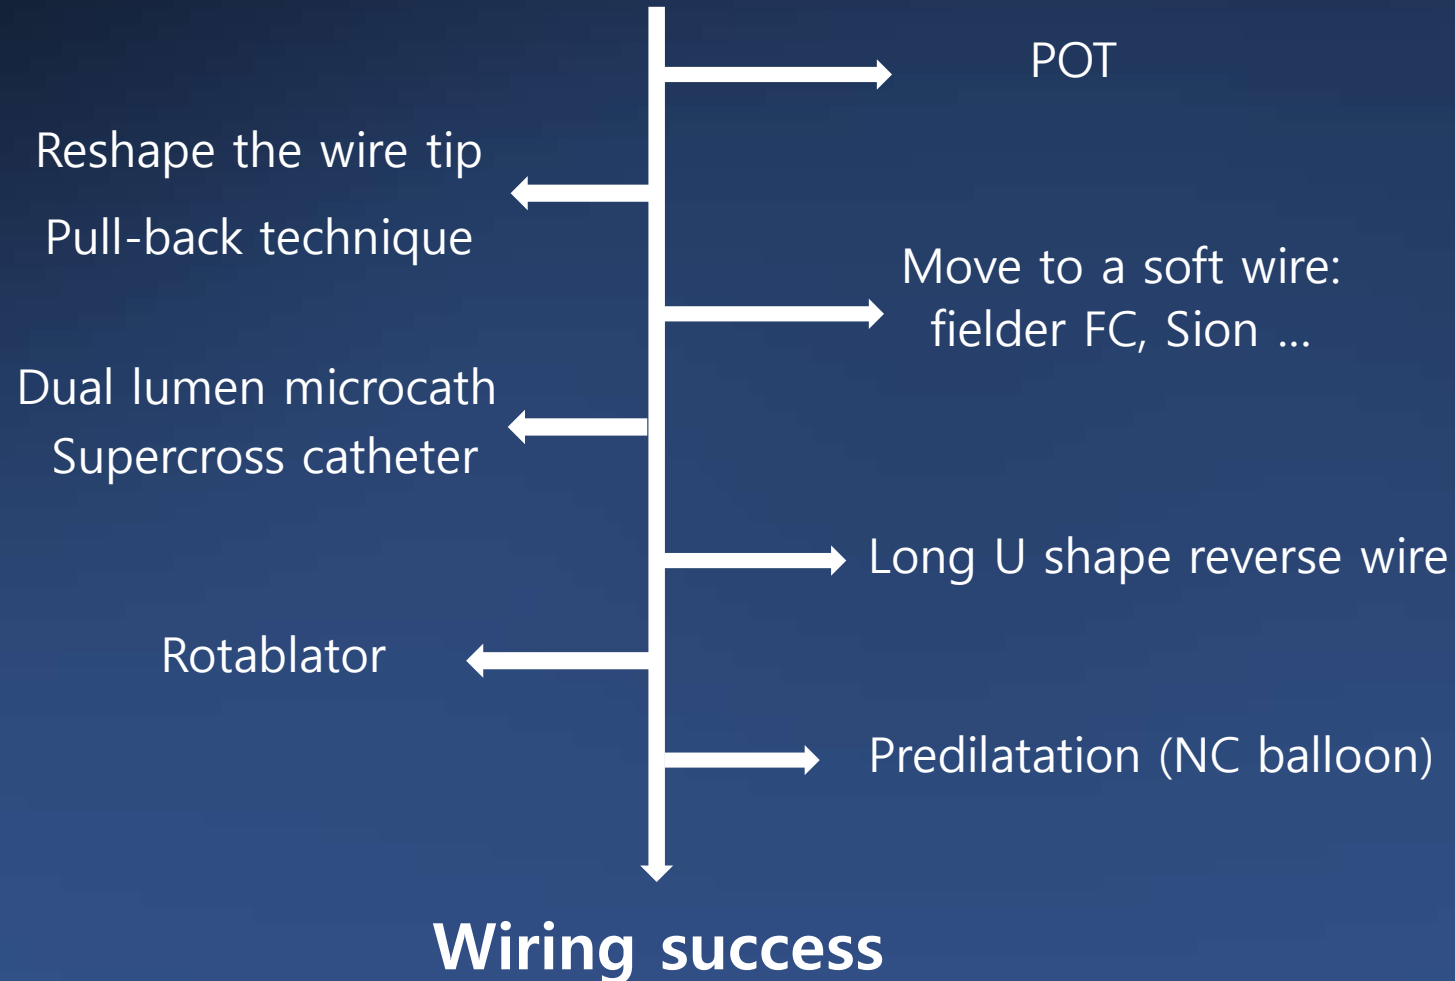 POT
Reshape the wire tip
Pull-back technique
Move to a soft wire:
fielder FC, Sion ...
Dual lumen microcath
Supercross catheter
Long U shape reverse wire
Rotablator
Predilatation (NC balloon)
Wiring success